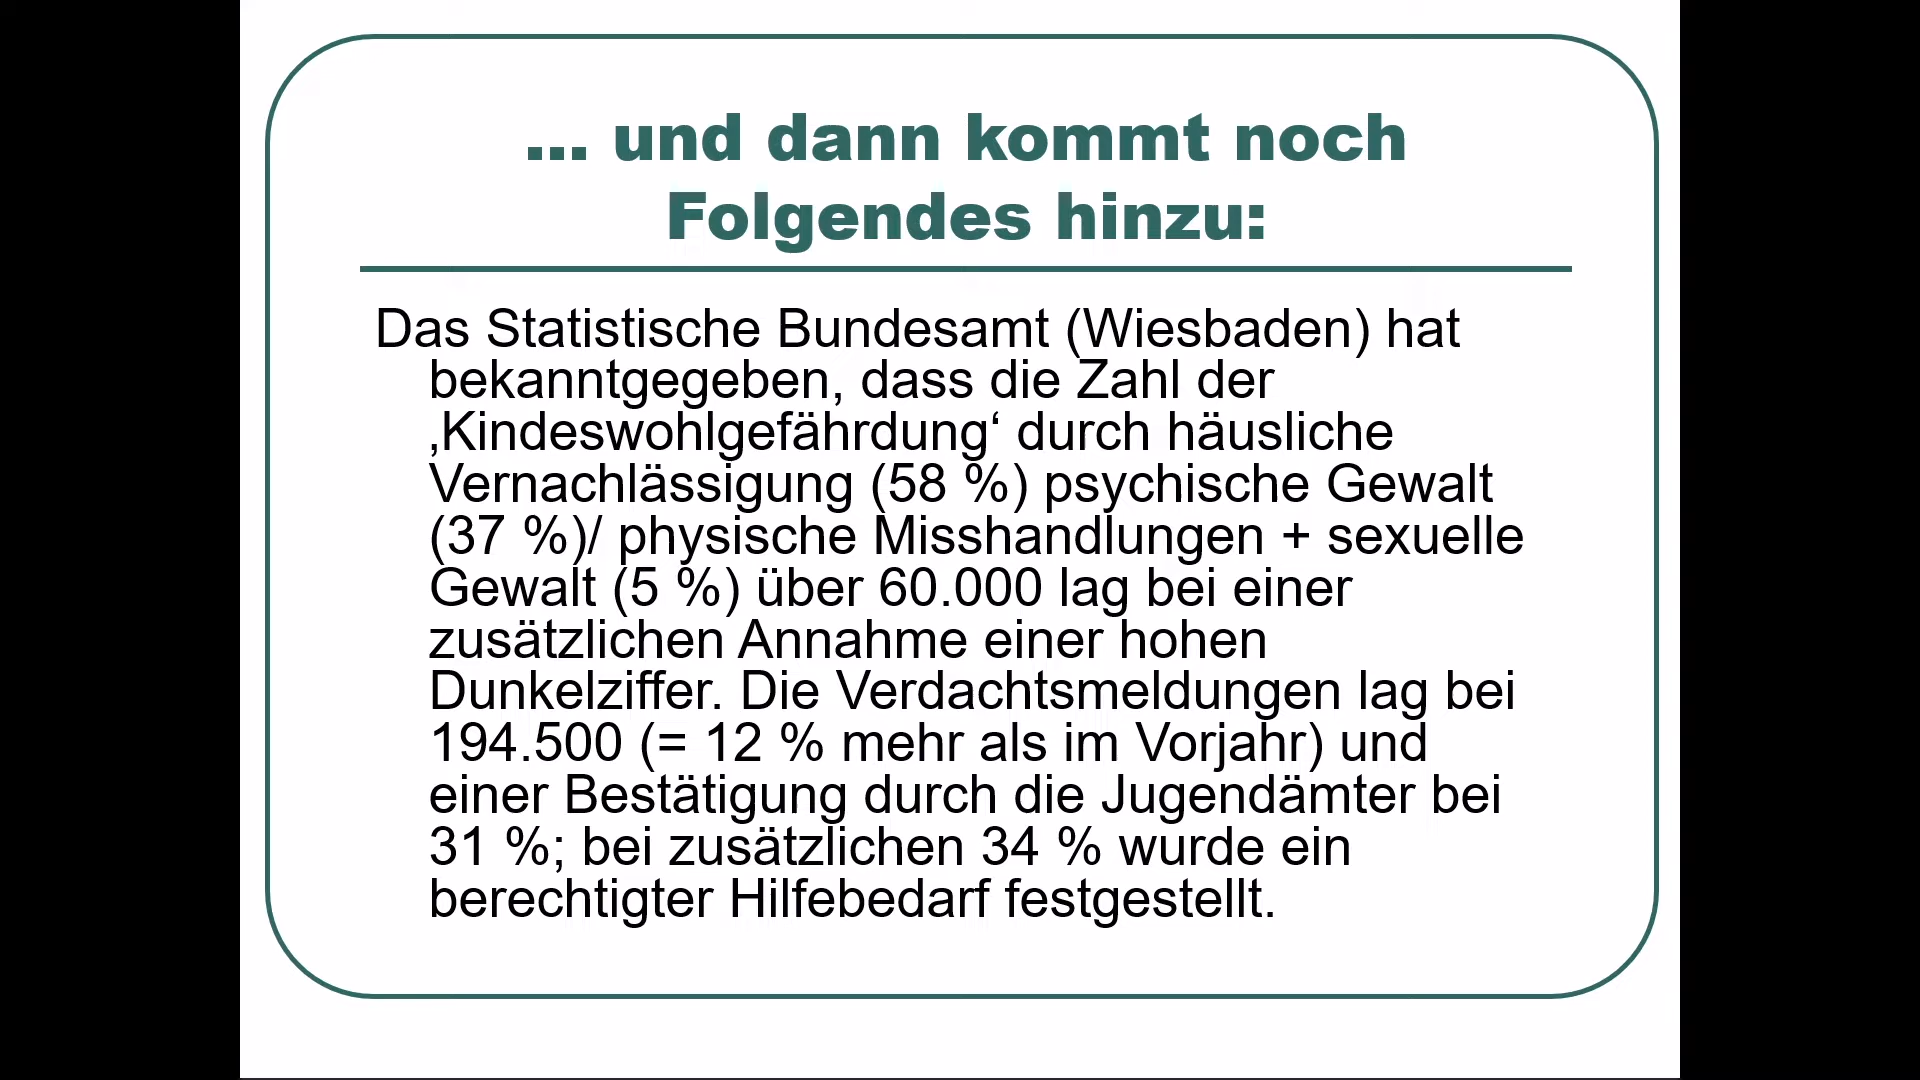 ... und dann kommt noch
Folgendes hinzu:
Das Statistische Bundesamt (Wiesbaden) hat
bekanntgegeben, dass die Zahl der
‚Kindeswohlgefährdung‘ durch häusliche
Vernachlässigung (58 %) psychische Gewalt
(37 %)/ physische Misshandlungen + sexuelle
Gewalt (5 %) über 60.000 lag bei einer
zusätzlichen Annahme einer hohen
Dunkelziffer. Die Verdachtsmeldungen lag bei
194.500 (= 12 % mehr als im Vorjahr) und
einer Bestätigung durch die Jugendämter bei
31 %; bei zusätzlichen 34 % wurde ein
berechtigter Hilfebedarf festgestellt.